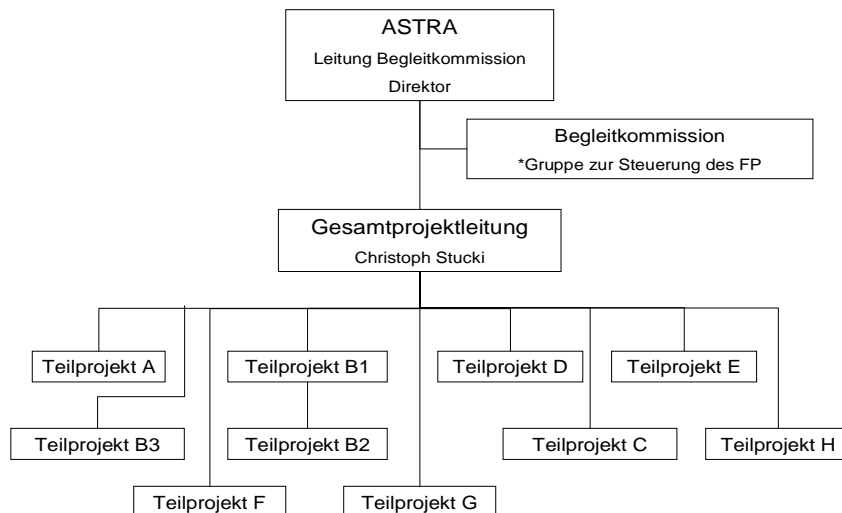 ASTRA
Leitung Begleitkommission
Direktor
Begleitkommission
*Gruppe zur Steuerung des FP
Gesamtprojektleitung
Christoph Stucki
Teilprojekt A
Teilprojekt B1
Teilprojekt D
Teilprojekt E
Teilprojekt B3
Teilprojekt B2
Teilprojekt C
Teilprojekt H
Teilprojekt F
Teilprojekt G